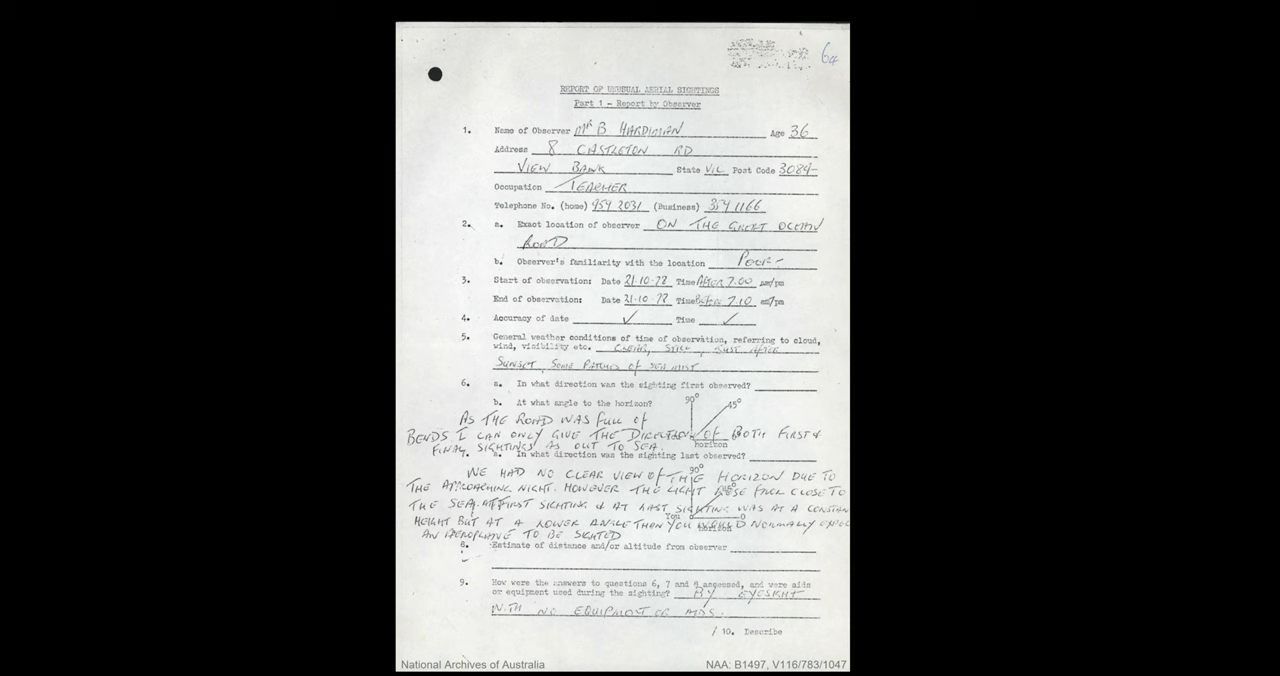 6a
REPORT OF UNUSUAL AERIAL SIGHTINGS
Part 1 - Report by Observer
1. Name of Observer MR B HARDIMAN Age 36
Address 8 CASTLETON RD
VIEW BANK State VIC Post Code 3084-
Occupation TEACHER
Telephone No. (home) 959 2031 (Business) 354 1166
2. a. Exact location of observer ON THE GREAT OCEAN
ROAD
b. Observer's familiarity with the location POOR-
3. Start of observation: Date 21-10-78 Time AFTER 7.00 am/pm
End of observation: Date 21-10-78 Time BEFORE 7.10 am/pm
4. Accuracy of date ✓ Time ✓
5. General weather conditions of time of observation, referring to cloud,
wind, visibility etc. CLEAR, STILL, JUST AFTER
SUNSET, SOME PATCHES OF SEA MIST
6. a. In what direction was the sighting first observed?
b. At what angle to the horizon? 90° 45°
AS THE ROAD WAS FULL OF
BENDS I CAN ONLY GIVE THE DIRECTION OF BOTH FIRST &
FINAL SIGHTINGS AS OUT TO SEA.
horizon
7. a. In what direction was the sighting last observed?
90°
WE HAD NO CLEAR VIEW OF THE HORIZON DUE TO
THE APPROACHING NIGHT. HOWEVER THE LIGHT ROSE FROM CLOSE TO
THE SEA AT FIRST SIGHTING & AT LAST SIGHTING WAS AT A CONSTAN
You
HEIGHT BUT AT A LOWER ANGLE THAN YOU WOULD NORMALLY EXPEC
horizon
AN AEROPLANE TO BE SIGHTED
8. Estimate of distance and/or altitude from observer
9. How were the answers to questions 6, 7 and 8 assessed, and were aids
or equipment used during the sighting? BY EYESIGHT
WITH NO EQUIPMENT OR AIDS.
/ 10. Describe
National Archives of Australia NAA: B1497, V116/783/1047